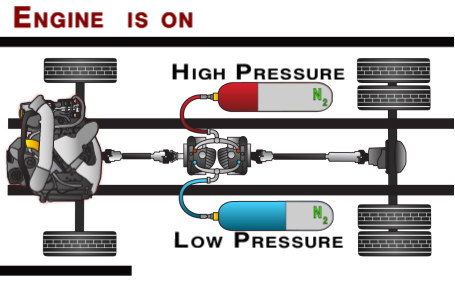 ENGINE IS ON
HIGH PRESSURE
N2
N2
LOW PRESSURE